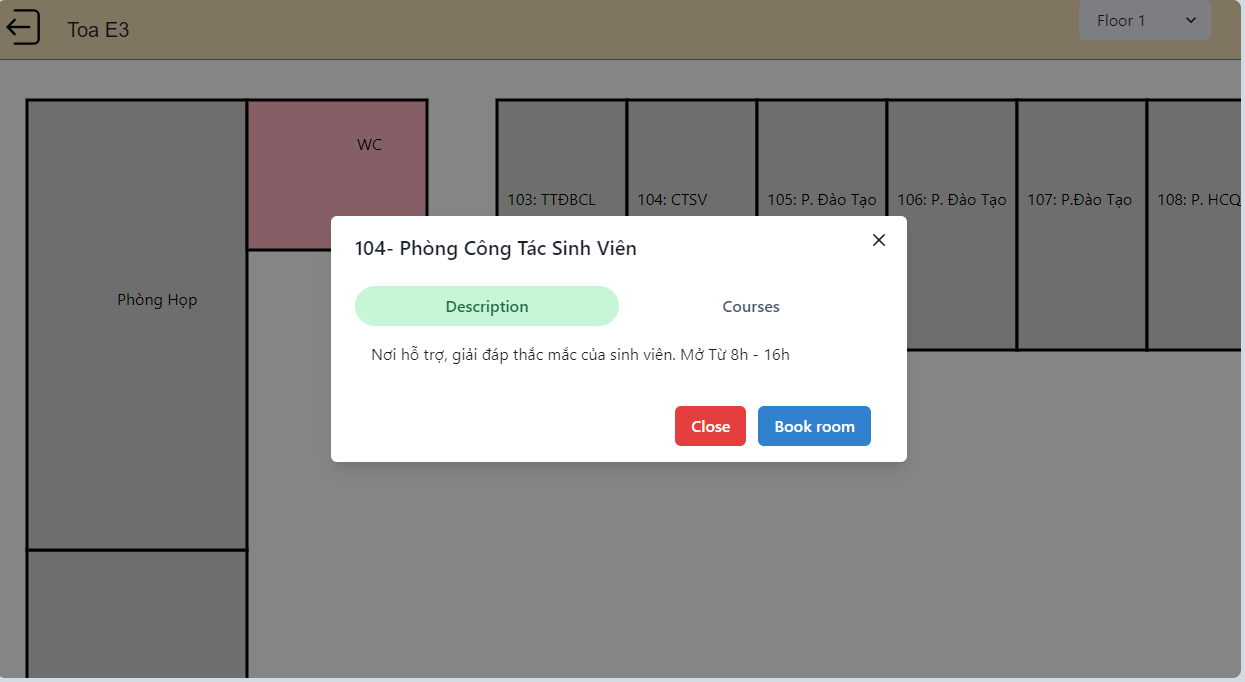 Toa E3
Floor 1
WC
103: TTĐBCL
104: CTSV
105: P. Đào Tạo
106: P. Đào Tạo
107: P.Đào Tạo
108: P. HCQ
Phòng Họp
104- Phòng Công Tác Sinh Viên
Description
Courses
Nơi hỗ trợ, giải đáp thắc mắc của sinh viên. Mở Từ 8h - 16h
Close
Book room